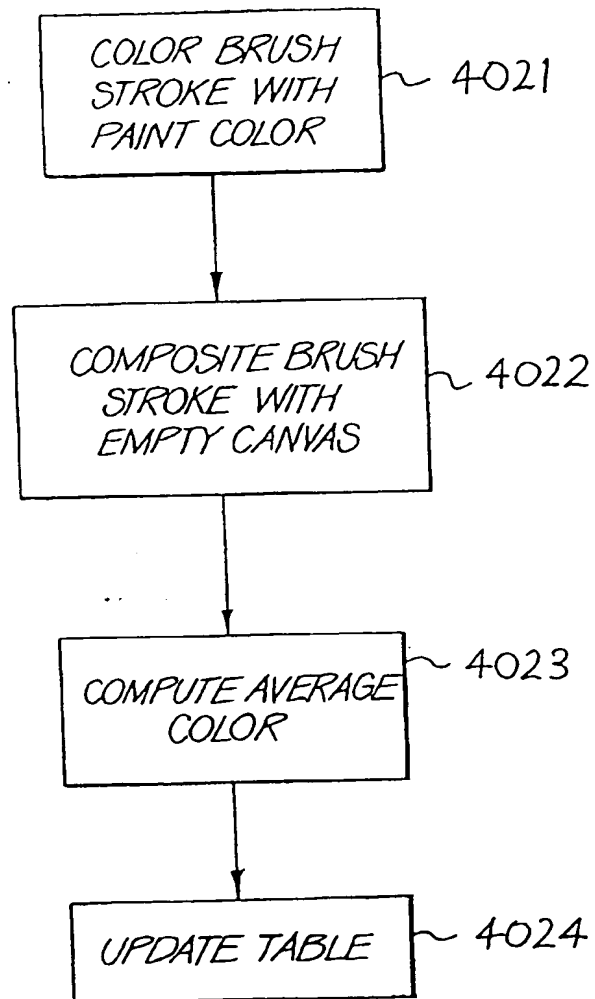 COLOR BRUSH
STROKE WITH
PAINT COLOR
4021
COMPOSITE BRUSH
STROKE WITH
EMPTY CANVAS
4022
COMPUTE AVERAGE
COLOR
4023
UPDATE TABLE
4024